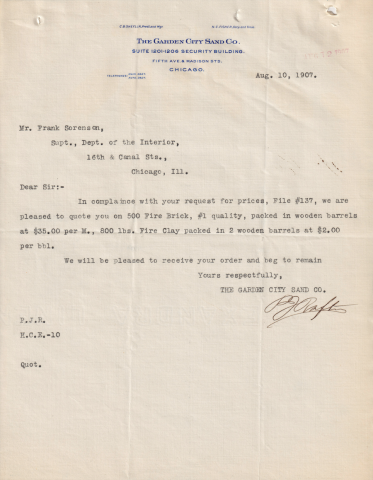 THE GARDEN CITY SAND CO.
SUITE 1201-1206 SECURITY BUILDING.
FIFTH AVE & MADISON STS.
CHICAGO.
Aug. 10, 1907.
Mr. Frank Sorensen,
Supt., Dept. of the Interior,
16th & Canal Sts.,
Chicago, Ill.
Dear Sir:-
In complaince with your request for prices, File #137, we are
pleased to quote you on 500 Fire Brick, #1 quality, packed in wooden barrels
at $35.00 per M., 800 lbs. Fire Clay packed in 2 wooden barrels at $2.00
per bbl.
We will be pleased to receive your order and beg to remain
Yours respectfully,
THE GARDEN CITY SAND CO.
P.J.R.
H.C.K.-10
Quot.